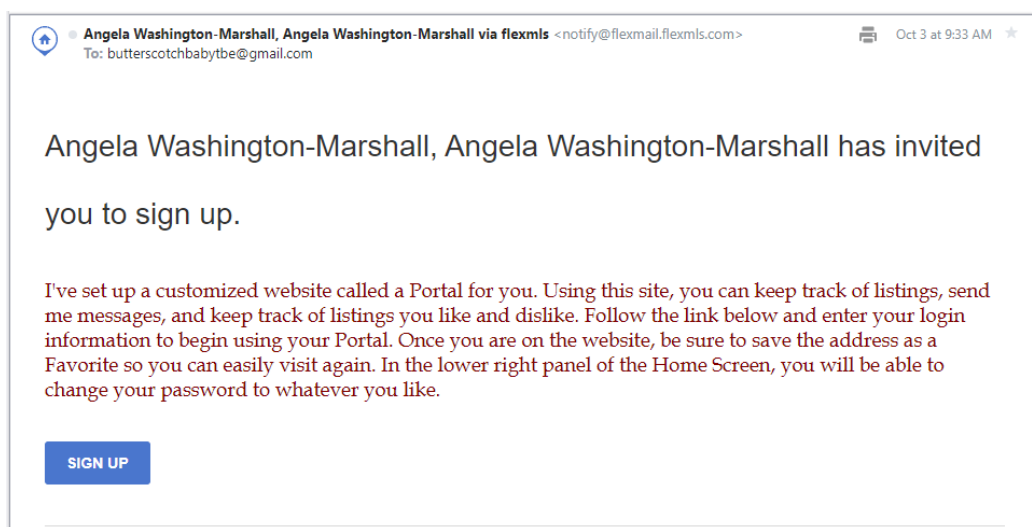 Angela Washington-Marshall, Angela Washington-Marshall via flexmls <notify@flexmail.flexmls.com> Oct 3 at 9:33 AM
To: butterscotchbabytbe@gmail.com
Angela Washington-Marshall, Angela Washington-Marshall has invited
you to sign up.
I've set up a customized website called a Portal for you. Using this site, you can keep track of listings, send
me messages, and keep track of listings you like and dislike. Follow the link below and enter your login
information to begin using your Portal. Once you are on the website, be sure to save the address as a
Favorite so you can easily visit again. In the lower right panel of the Home Screen, you will be able to
change your password to whatever you like.
SIGN UP